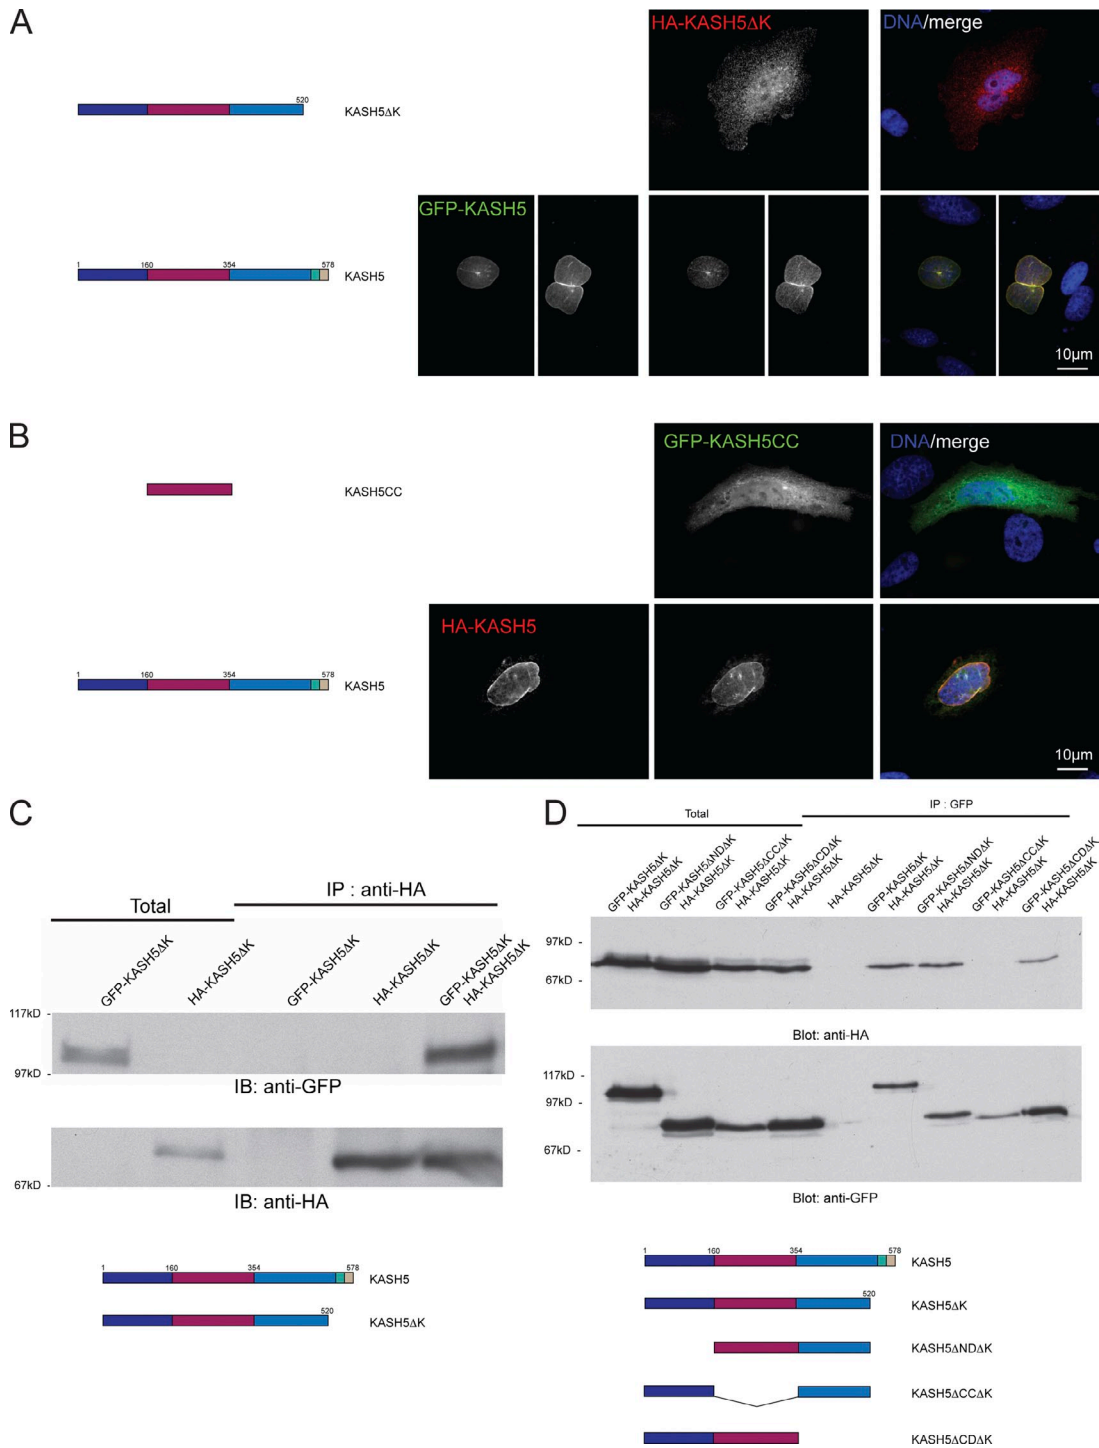 A
HA-KASH5ΔK
DNA/merge
520
KASH5ΔK
GFP-KASH5
1 160 354 578
KASH5
10µm
B
GFP-KASH5CC
DNA/merge
KASH5CC
HA-KASH5
1 160 354 578
KASH5
10µm
C
IP : anti-HA
Total
GFP-KASH5ΔK
HA-KASH5ΔK
GFP-KASH5ΔK
HA-KASH5ΔK
GFP-KASH5ΔK
HA-KASH5ΔK
117kD -
97kD -
IB: anti-GFP
67kD -
IB: anti-HA
1 160 354 578
KASH5
520
KASH5ΔK
D
Total
IP : GFP
GFP-KASH5ΔK
HA-KASH5ΔK
GFP-KASH5ΔNDΔK
HA-KASH5ΔK
GFP-KASH5ΔCCΔK
HA-KASH5ΔK
GFP-KASH5ΔCDΔK
HA-KASH5ΔK
HA-KASH5ΔK
GFP-KASH5ΔK
HA-KASH5ΔK
GFP-KASH5ΔNDΔK
HA-KASH5ΔK
GFP-KASH5ΔCCΔK
HA-KASH5ΔK
GFP-KASH5ΔCDΔK
HA-KASH5ΔK
97kD -
67kD -
Blot: anti-HA
117kD -
97kD -
67kD -
Blot: anti-GFP
1 160 354 578
KASH5
520
KASH5ΔK
KASH5ΔNDΔK
KASH5ΔCCΔK
KASH5ΔCDΔK